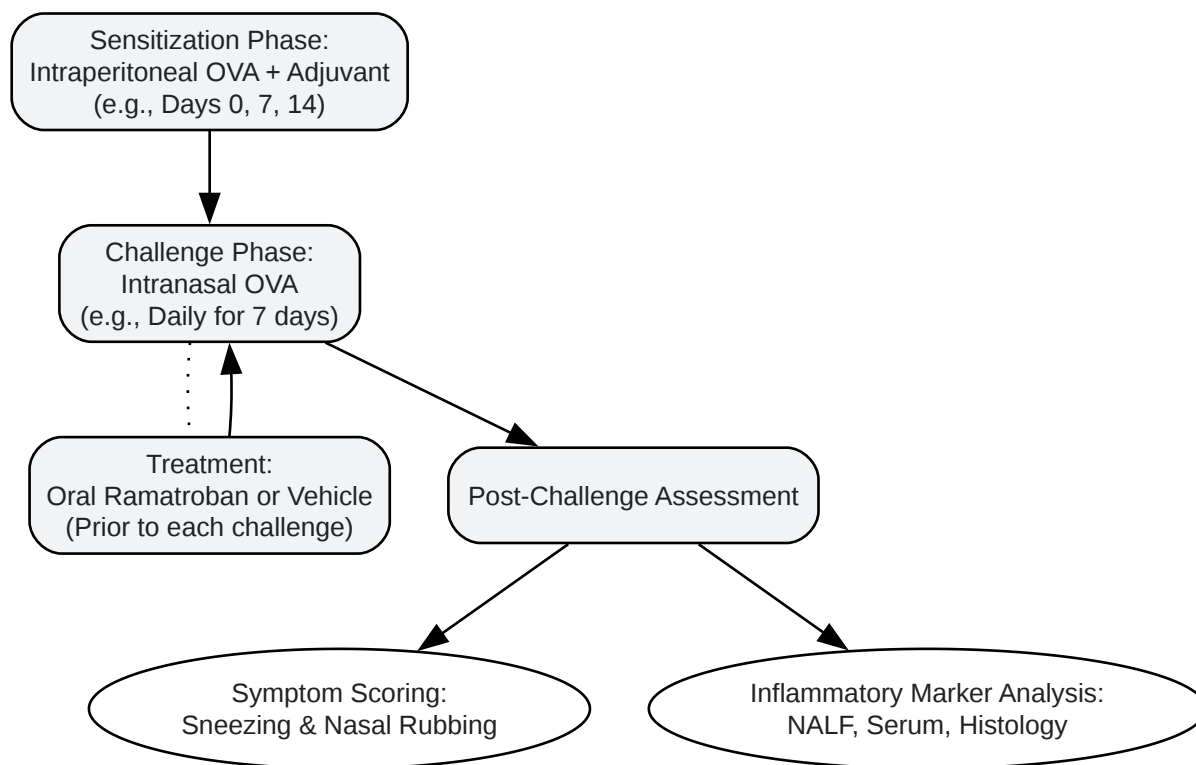 Sensitization Phase:
Intraperitoneal OVA + Adjuvant
(e.g., Days 0, 7, 14)
Challenge Phase:
Intranasal OVA
(e.g., Daily for 7 days)
Treatment:
Oral Ramatroban or Vehicle
(Prior to each challenge)
Post-Challenge Assessment
Symptom Scoring:
Sneezing & Nasal Rubbing
Inflammatory Marker Analysis:
NALF, Serum, Histology